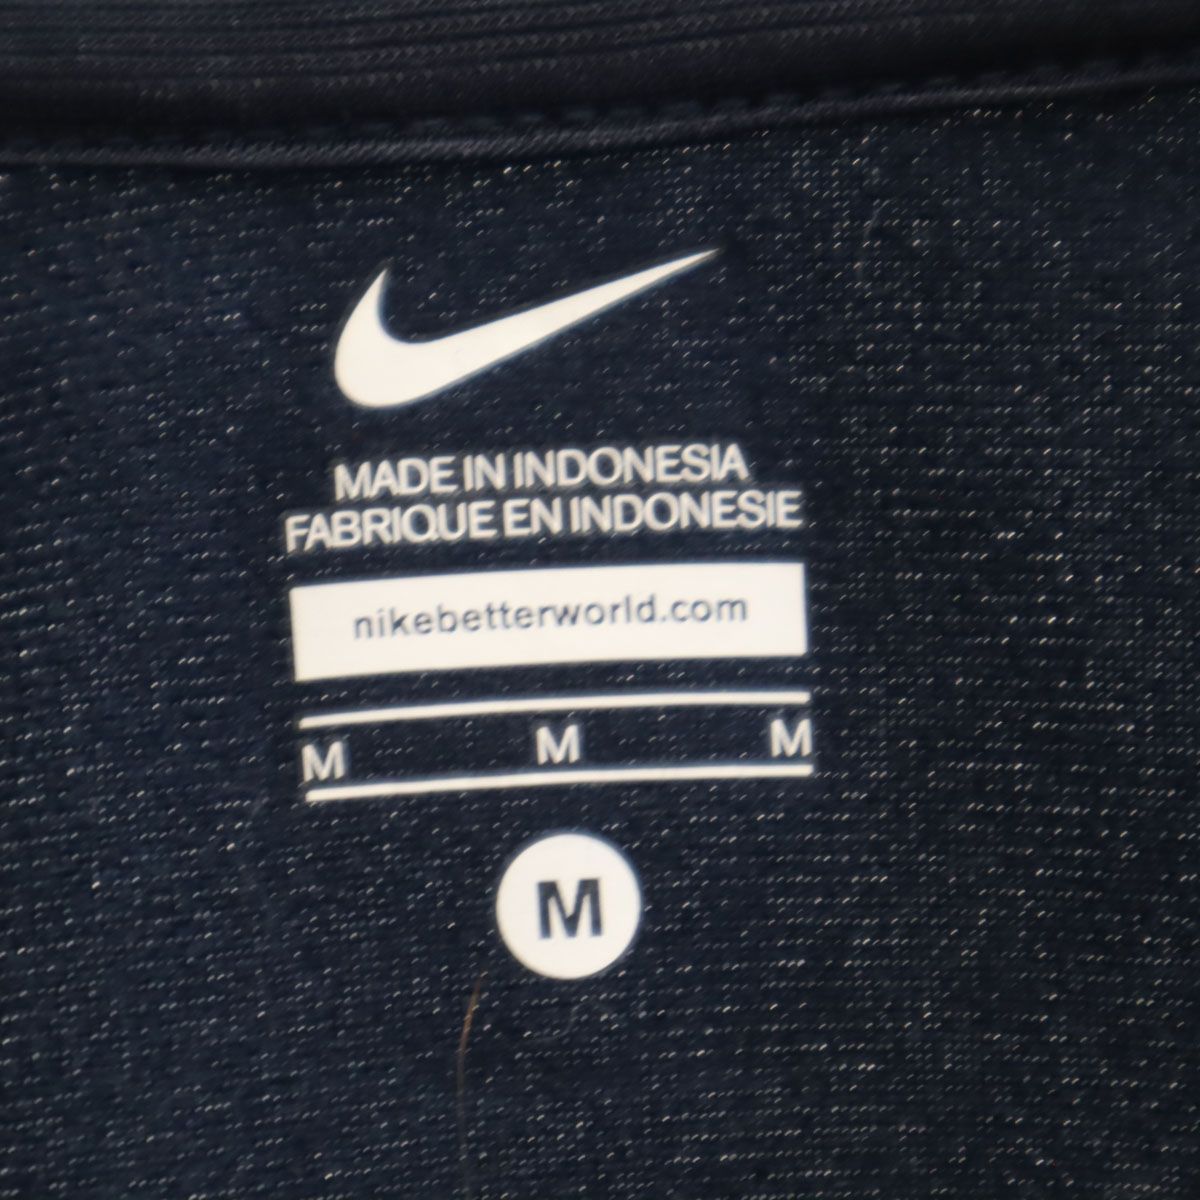 MADE IN INDONESIA
FABRIQUE EN INDONESIE
nikebetterworld.com
M M M
M